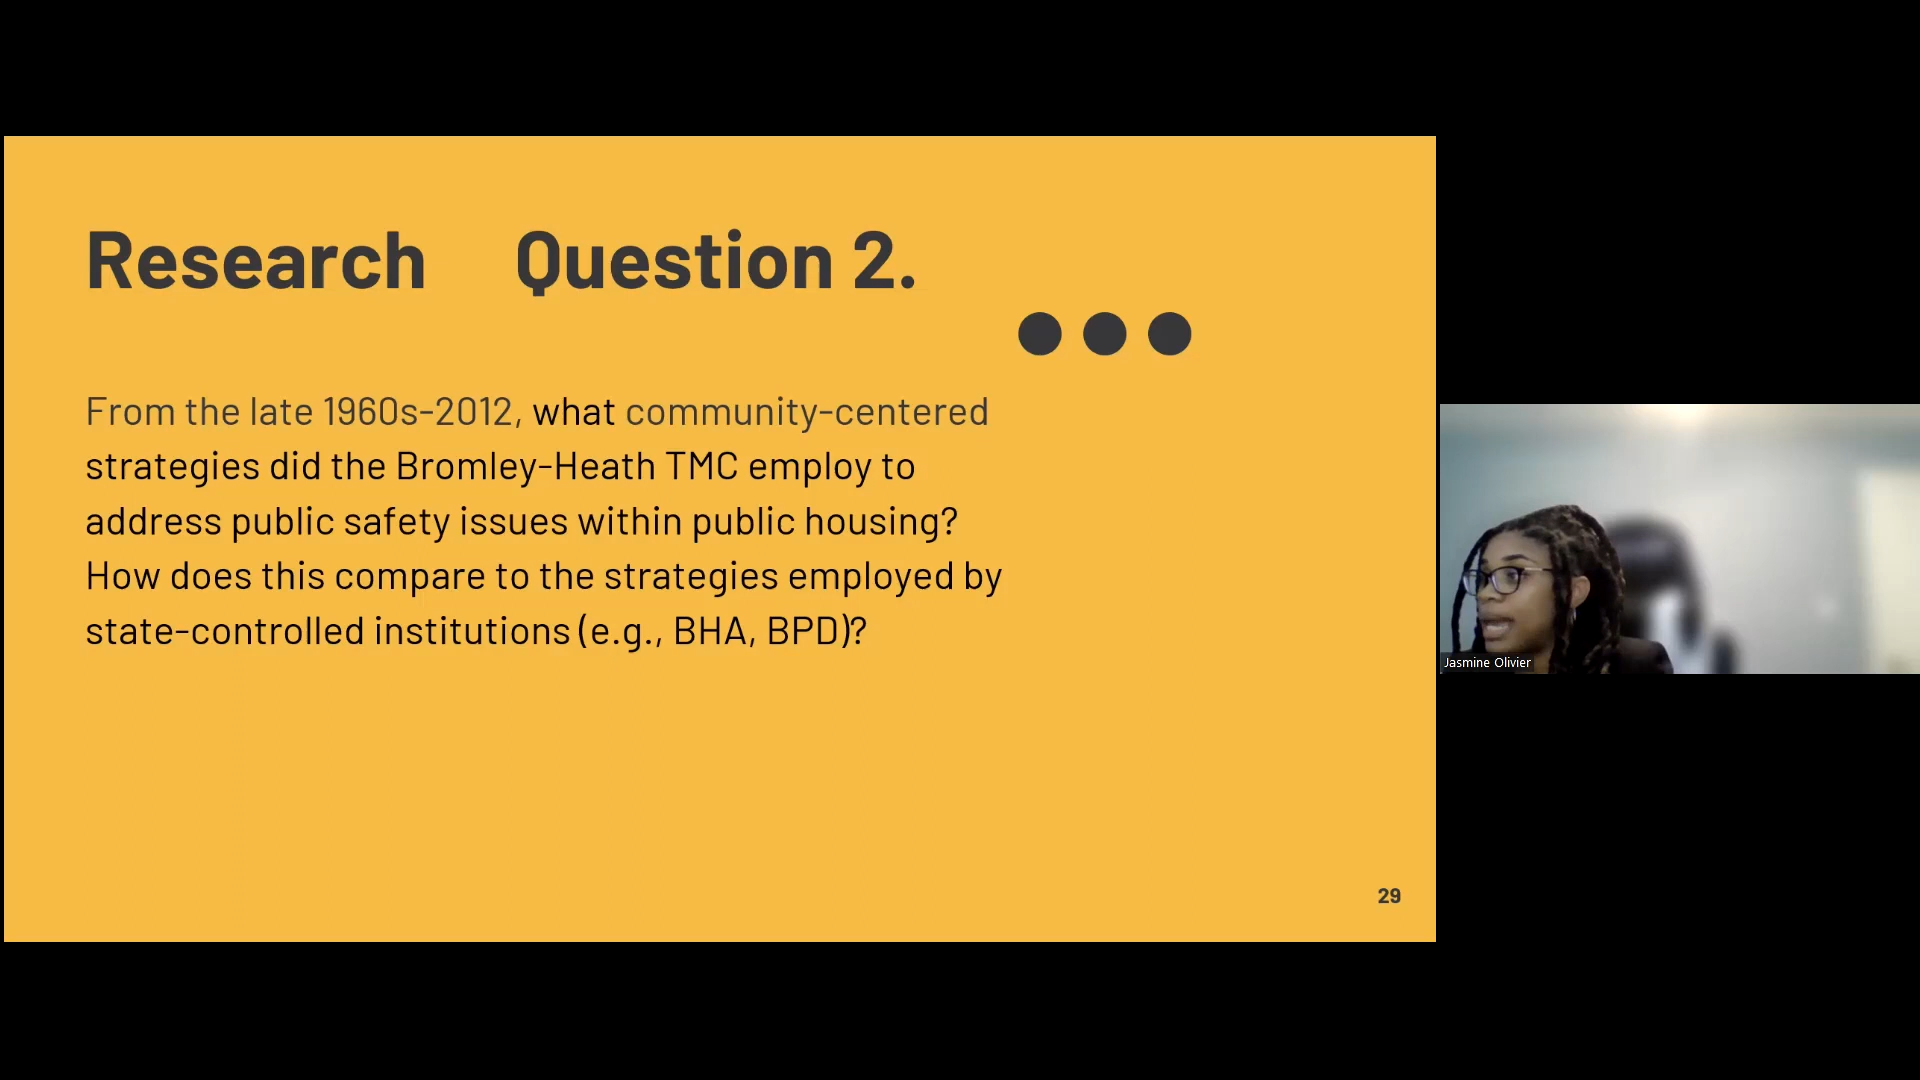 Research Question 2.
From the late 1960s-2012, what community-centered
strategies did the Bromley-Heath TMC employ to
address public safety issues within public housing?
How does this compare to the strategies employed by
state-controlled institutions (e.g., BHA, BPD)?
29
Jasmine Olivier